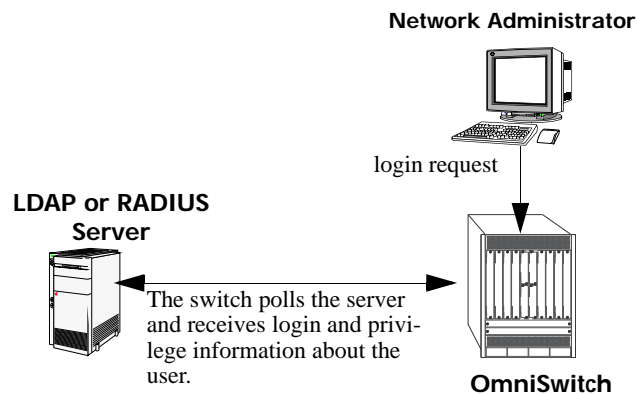 Network Administrator
login request
LDAP or RADIUS
Server
The switch polls the server
and receives login and privi-
lege information about the
user.
OmniSwitch